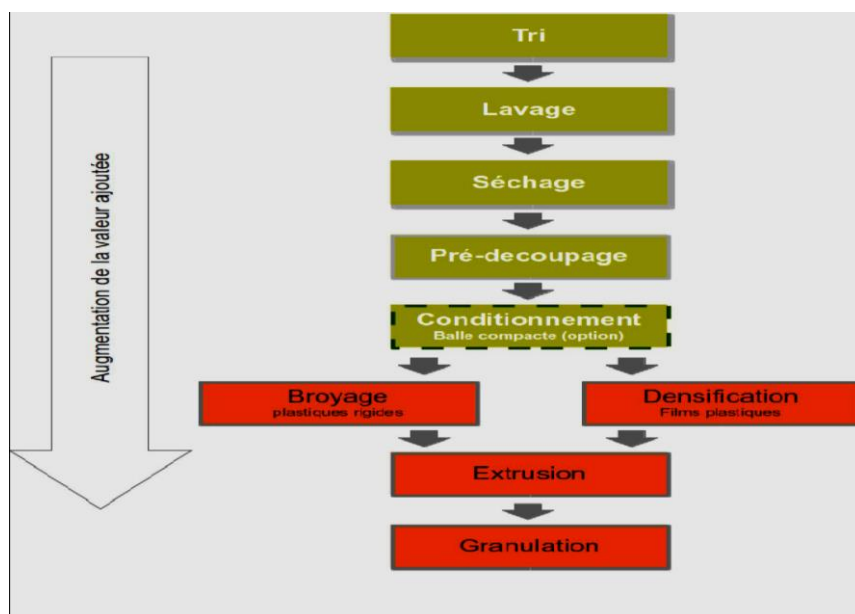 Tri
Lavage
Séchage
Pré-decoupage
Conditionnement
Balle compacte (option)
Broyage
plastiques rigides
Densification
Films plastiques
Extrusion
Granulation
Augmentation de la valeur ajoutée